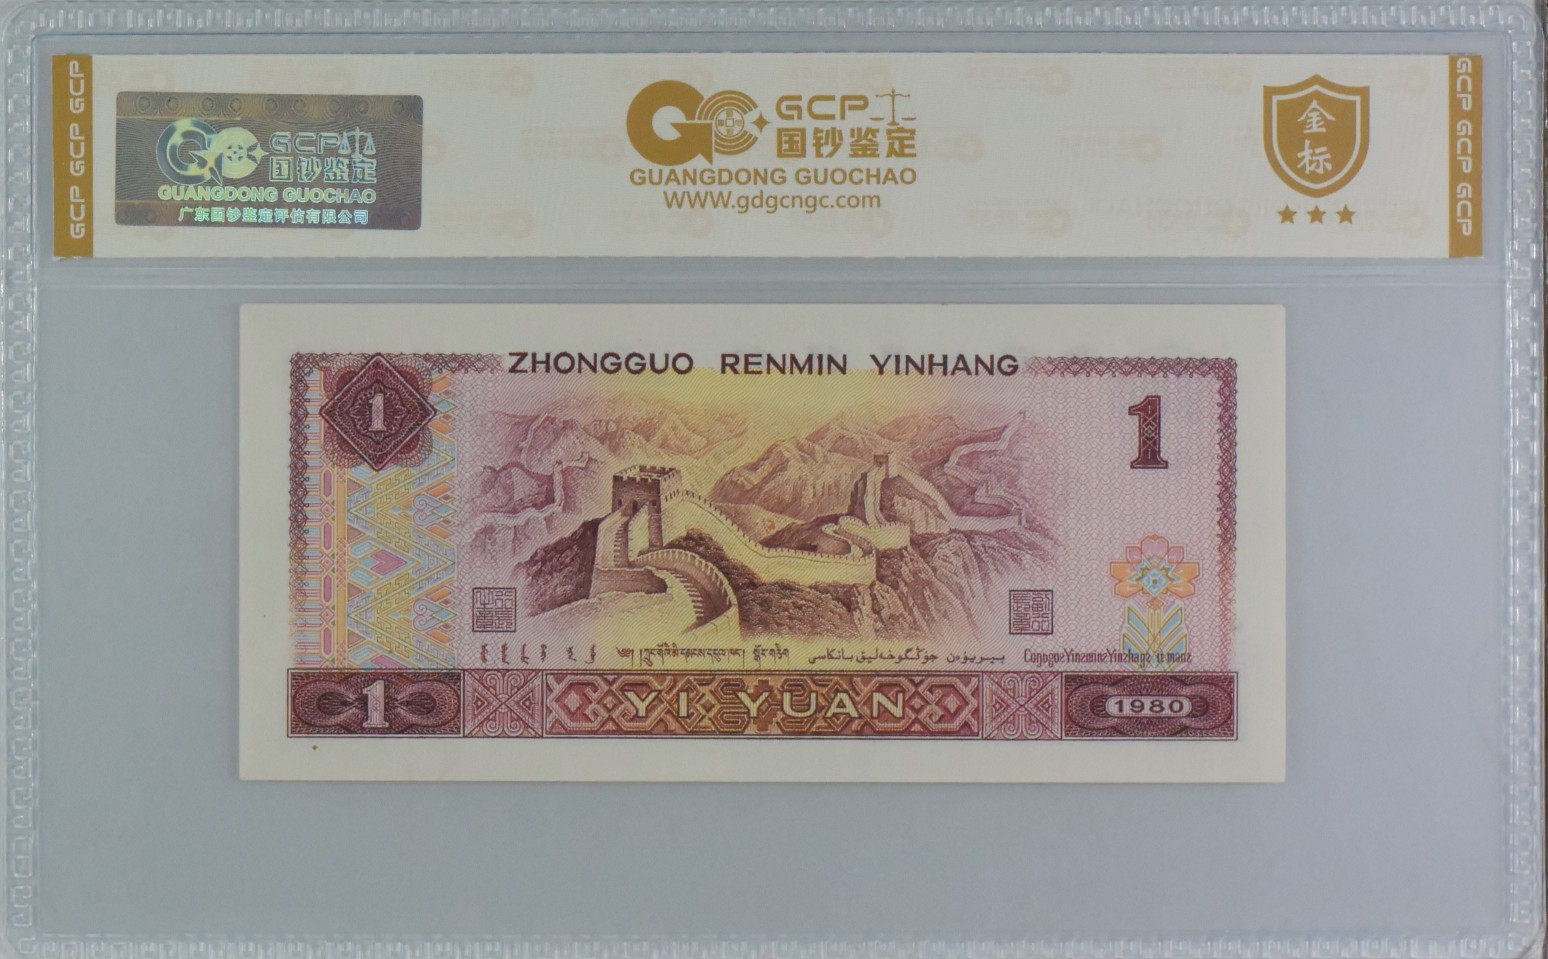 GCP GCP GCP
GCP
国钞鉴定
GUANGDONG GUOCHAO
广东国钞鉴定评估有限公司
GCP
国钞鉴定
GUANGDONG GUOCHAO
WWW.gdgcngc.com
金
标
GCP GCP GCP
ZHONGGUO RENMIN YINHANG
1
1
YI YUAN
1
1980